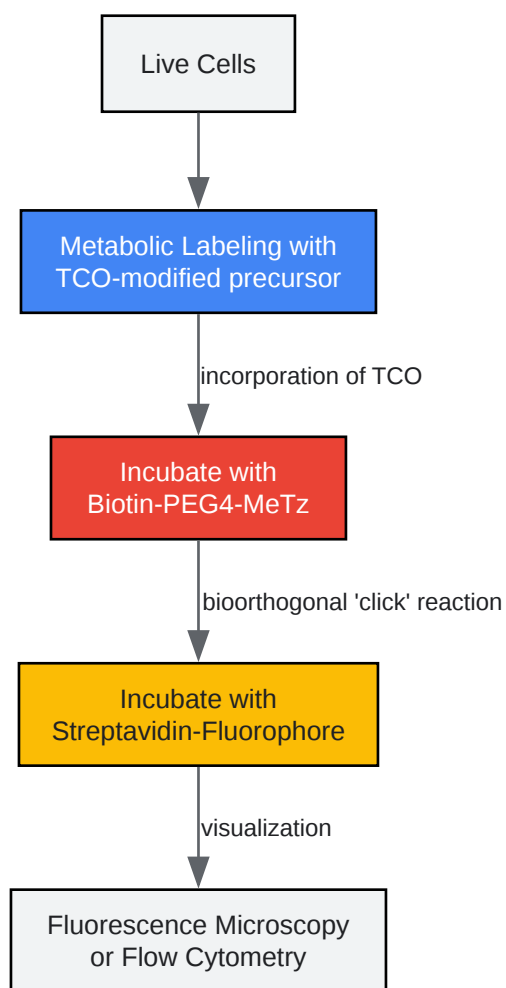 Live Cells
Metabolic Labeling with
TCO-modified precursor
incorporation of TCO
Incubate with
Biotin-PEG4-MeTz
bioorthogonal 'click' reaction
Incubate with
Streptavidin-Fluorophore
visualization
Fluorescence Microscopy
or Flow Cytometry